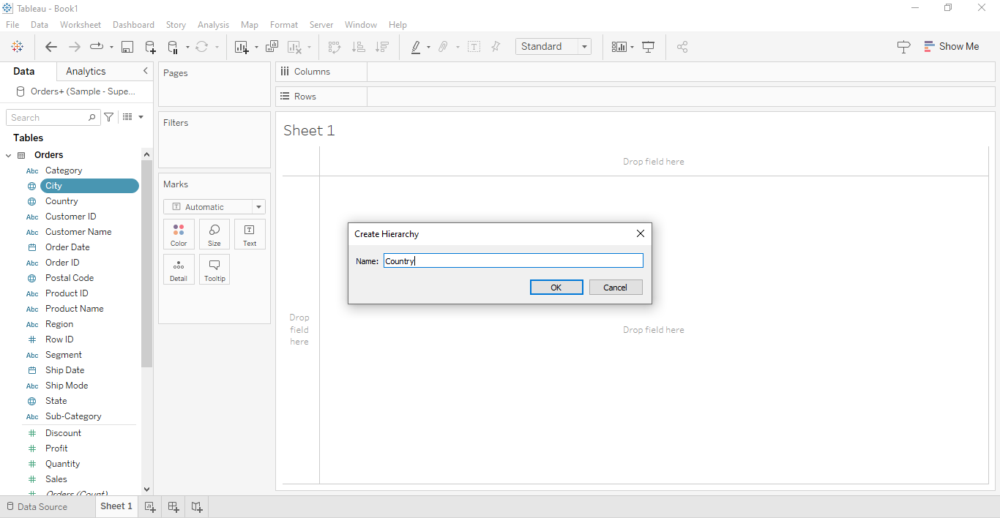 Tableau - Book1
File Data Worksheet Dashboard Story Analysis Map Format Server Window Help
Standard
Show Me
Data Analytics
Orders+ (Sample - Supe...
Search
Tables
Orders
Abc Category
City
Country
Abc Customer ID
Abc Customer Name
Order Date
Abc Order ID
Postal Code
Abc Product ID
Abc Product Name
Abc Region
Row ID
Abc Segment
Ship Date
Abc Ship Mode
State
Abc Sub-Category
Discount
Profit
Quantity
Sales
Orders (Count)
Pages
Filters
Marks
Automatic
Color Size Text
Detail Tooltip
Columns
Rows
Sheet 1
Drop field here
Drop
field
here
Drop field here
Create Hierarchy
Name: Country
OK Cancel
Data Source Sheet 1